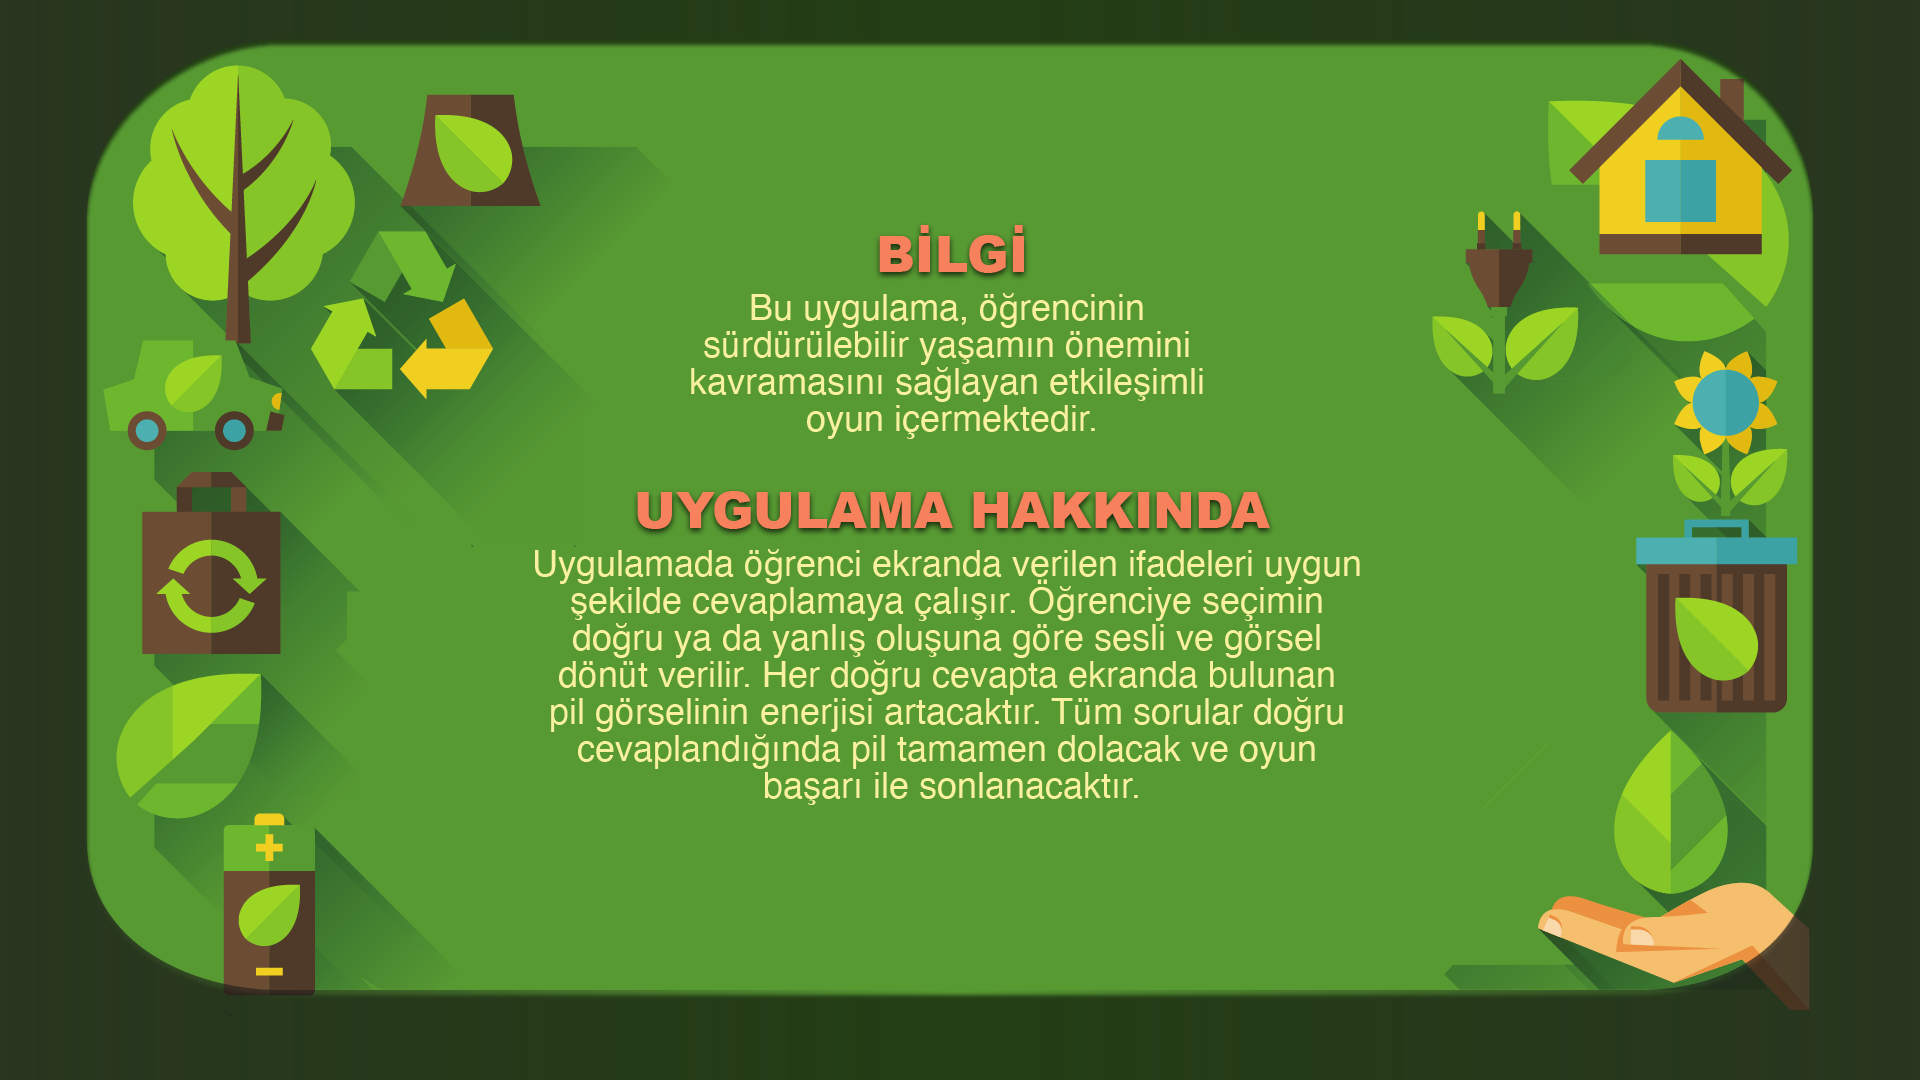 BİLGİ
Bu uygulama, öğrencinin
sürdürülebilir yaşamın önemini
kavramasını sağlayan etkileşimli
oyun içermektedir.
UYGULAMA HAKKINDA
Uygulamada öğrenci ekranda verilen ifadeleri uygun
şekilde cevaplamaya çalışır. Öğrenciye seçimin
doğru ya da yanlış oluşuna göre sesli ve görsel
dönüt verilir. Her doğru cevapta ekranda bulunan
pil görselinin enerjisi artacaktır. Tüm sorular doğru
cevaplandığında pil tamamen dolacak ve oyun
başarı ile sonlanacaktır.